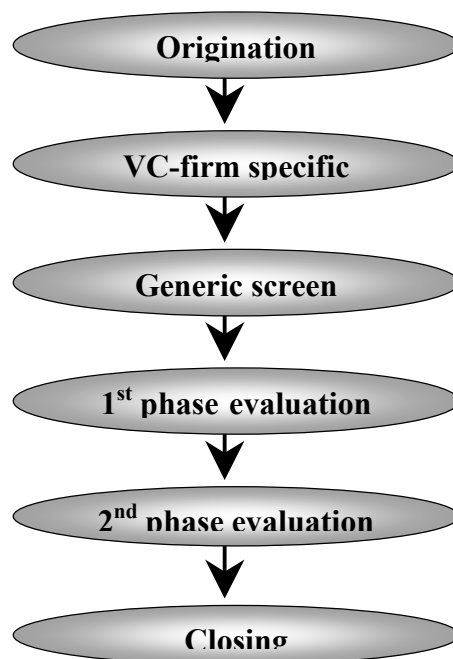 Origination
VC-firm specific
Generic screen
1st phase evaluation
2nd phase evaluation
Closing